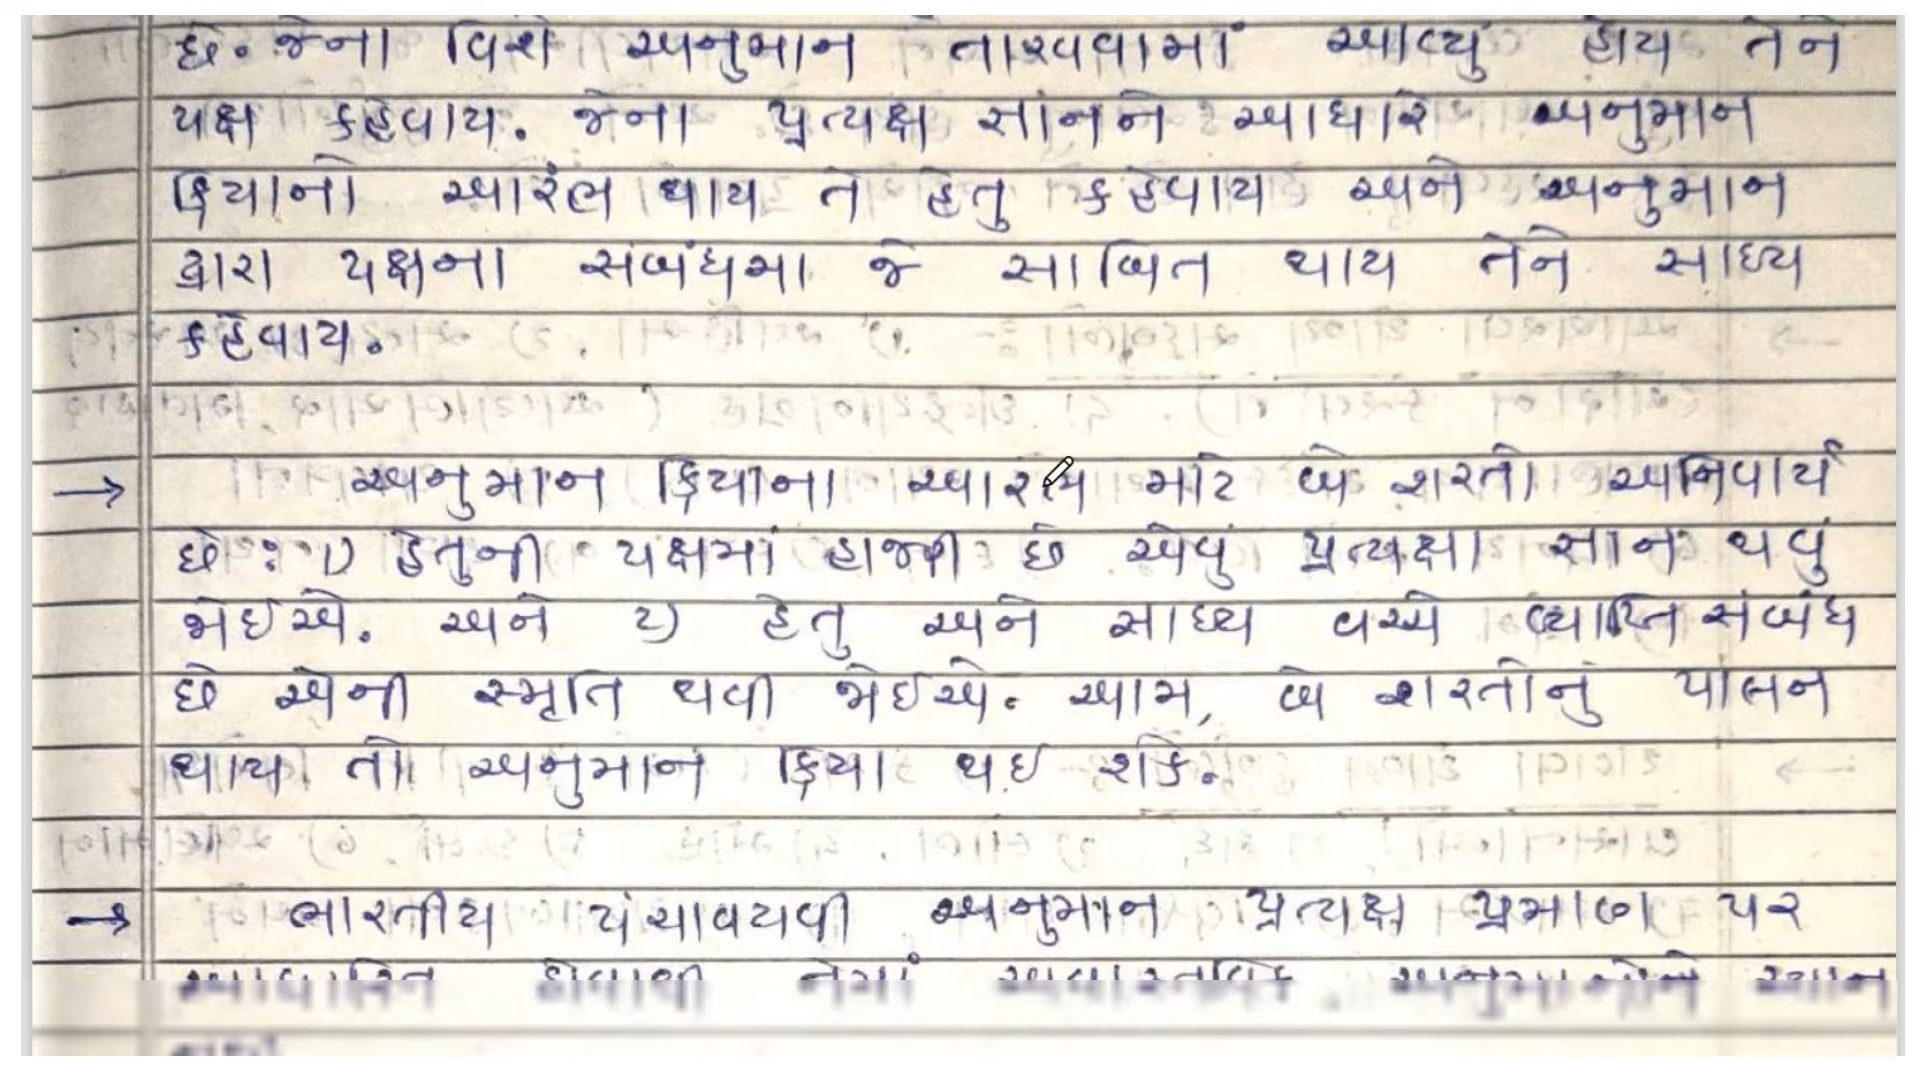 છે. જેના વિશે અનુમાન તારવવામાં આવ્યું હોય તેને
પક્ષ કહેવાય. જેના પ્રત્યક્ષ સાનને આધારે અનુમાન
ક્રિયાનો આરંભ થાય તે હેતુ કહેવાય અને અનુમાન
દ્વારા પક્ષના સંબંધમા જે સાબિત થાય તેને સાધ્ય
કહેવાય.
→ અનુમાન ક્રિયાના આરંભ માટે બે શરતો અનિવાર્ય
છે: 1) હેતુની પક્ષમાં હાજરી છે એવું પ્રત્યક્ષા સાન થવું
જોઈએ. અને 2) હેતુ અને સાધ્ય વચ્ચે વ્યાપ્તિ સંબંધ
છે એની સ્મૃતિ થવી જોઈએ. આમ, બે શરતોનું પાલન
થાય તો અનુમાન ક્રિયા થઈ શકે.
→ ભારતીય પંચાવયવી અનુમાન પ્રત્યક્ષ પ્રમાણ પર